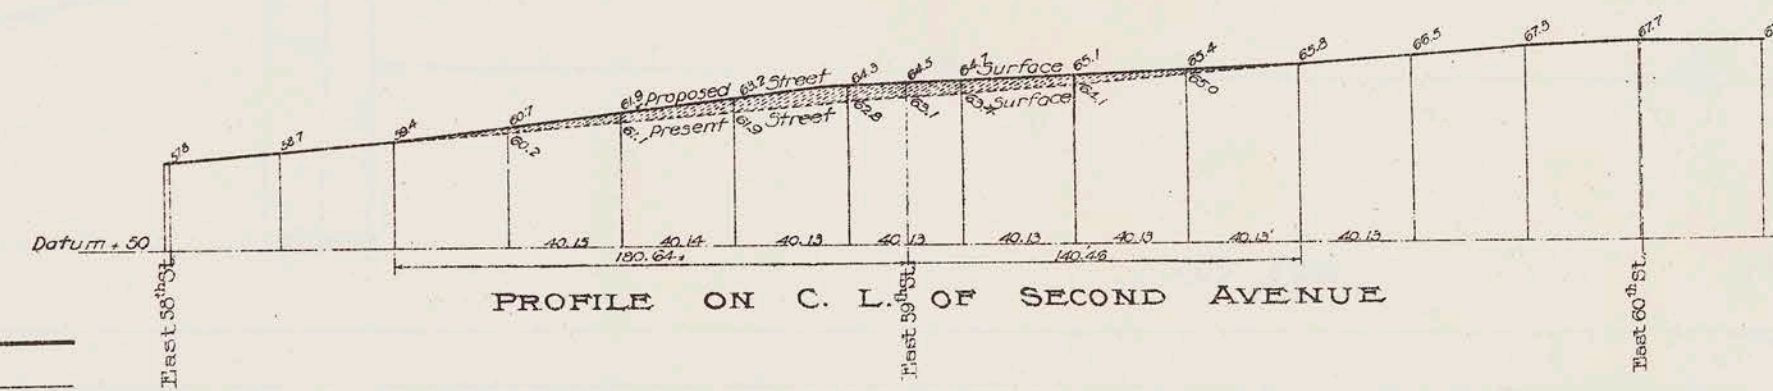 57.8 58.7 59.4 60.7 61.9 63.2 64.3 64.5 64.7 65.1 65.4 65.8 66.5 67.3 67.7
Proposed Street Surface
60.2 61.1 61.9 62.8 63.1 63.4 64.1 65.0
Present Street Surface
Datum + 50
40.15 40.14 40.13 40.13 40.13 40.13 40.13 40.13
180.64 140.46
PROFILE ON C. L. OF SECOND AVENUE
East 58th St.
East 59th St.
East 60th St.